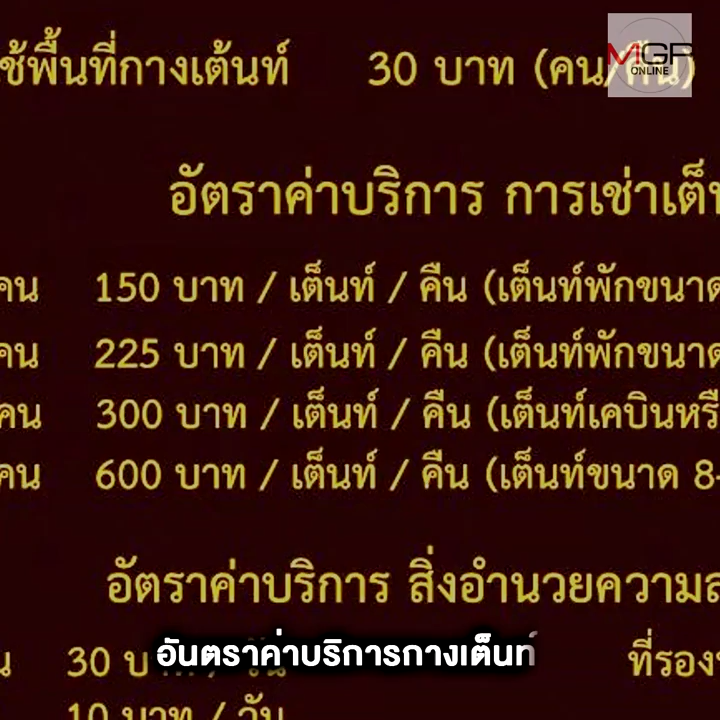 ช้พื้นที่กางเต้นท์ 30 บาท (คน/คืน)
MGR ONLINE
อัตราค่าบริการ การเช่าเต็น
คน 150 บาท / เต็นท์ / คืน (เต็นท์พักขนาด
คน 225 บาท / เต็นท์ / คืน (เต็นท์พักขนาด
คน 300 บาท / เต็นท์ / คืน (เต็นท์เคบินหรื
คน 600 บาท / เต็นท์ / คืน (เต็นท์ขนาด 8-
อัตราค่าบริการ สิ่งอำนวยความส
น 30 บาท / วัน ที่รอง
อันตราค่าบริการกางเต็นท์
10 บาท / วัน